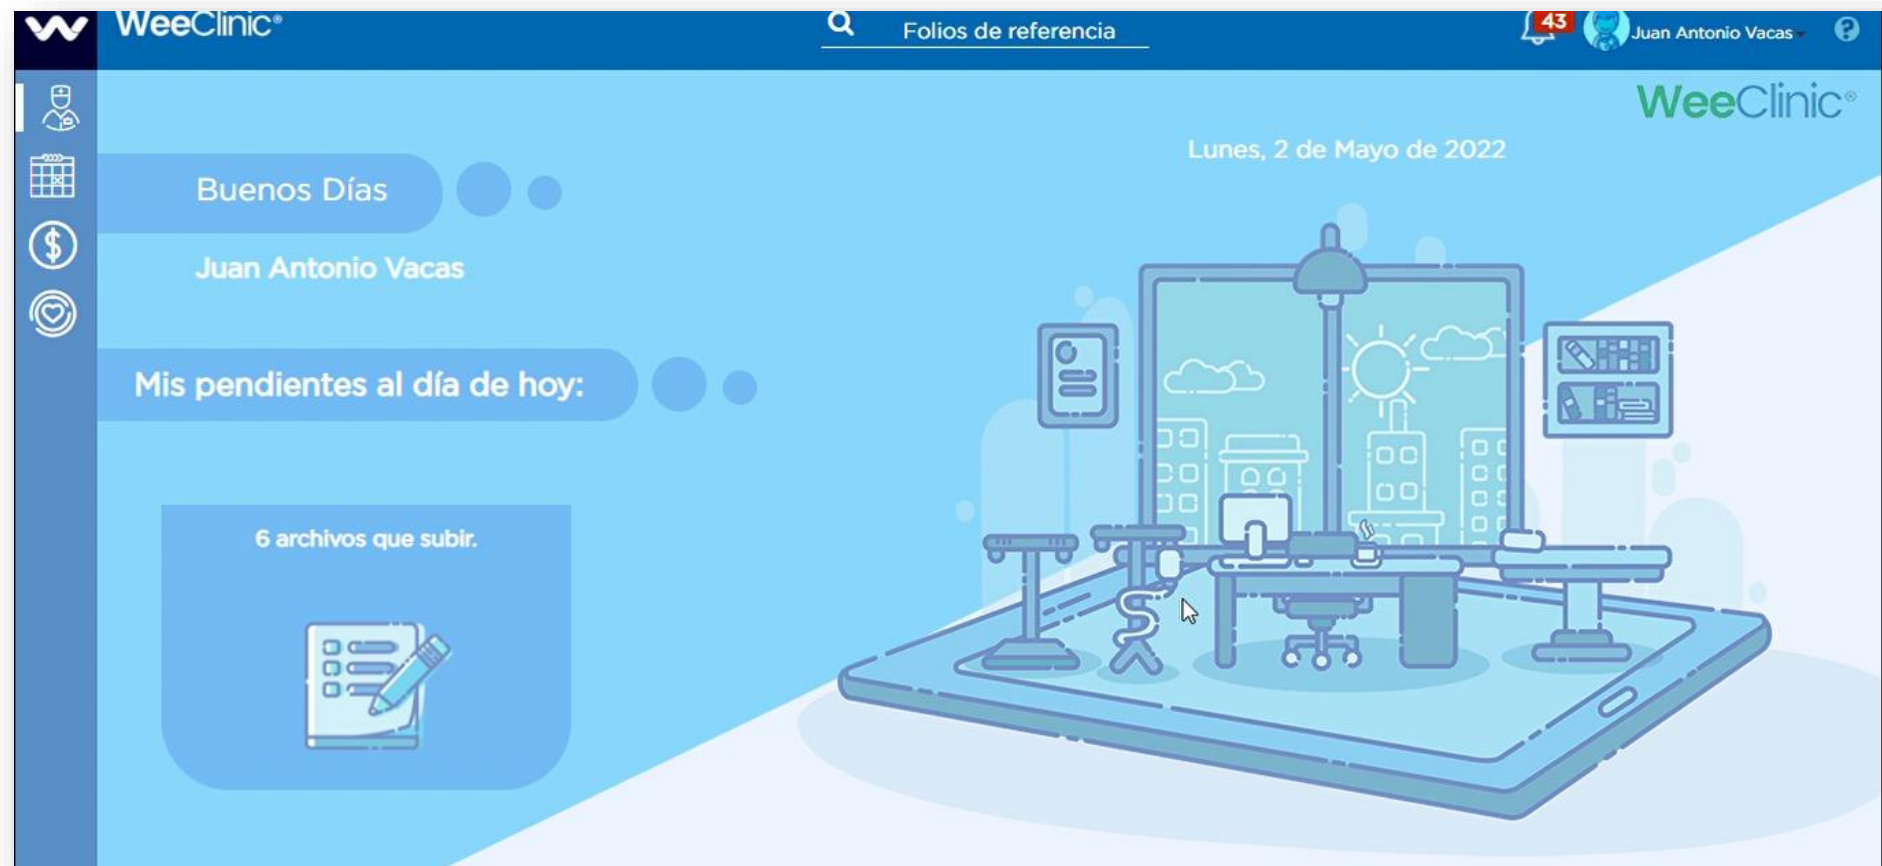 WeeClinic®
Folios de referencia
43
Juan Antonio Vacas
?
WeeClinic®
Lunes, 2 de Mayo de 2022
Buenos Días
Juan Antonio Vacas
Mis pendientes al día de hoy:
6 archivos que subir.